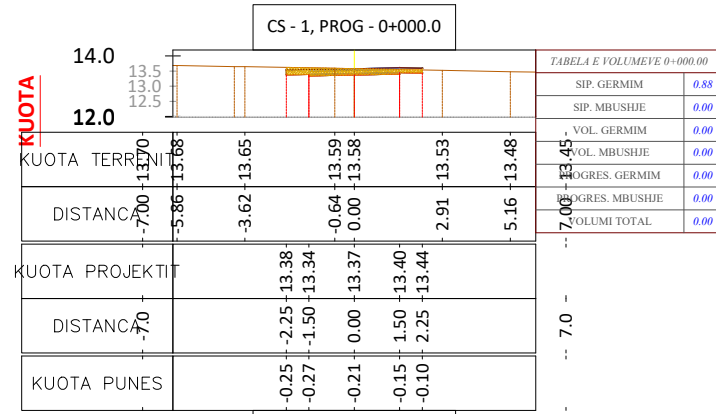 CS - 1, PROG - 0+000.0
KUOTA
14.0
13.5
13.0
12.5
12.0
TABELA E VOLUMEVE 0+000.00
SIP. GERMIM 0.88
SIP. MBUSHJE 0.00
VOL. GERMIM 0.00
VOL. MBUSHJE 0.00
PROGRES. GERMIM 0.00
PROGRES. MBUSHJE 0.00
VOLUMI TOTAL 0.00
KUOTA TERRENIT 13.70 13.68 13.65 13.59 13.58 13.53 13.48 13.45
DISTANCA -7.00 -5.86 -3.62 -0.64 0.00 2.91 5.16 7.00
KUOTA PROJEKTIT 13.38 13.34 13.37 13.40 13.44
DISTANCA -7.0 -2.25 -1.50 0.00 1.50 2.25 7.0
KUOTA PUNES -0.25 -0.27 -0.21 -0.15 -0.10